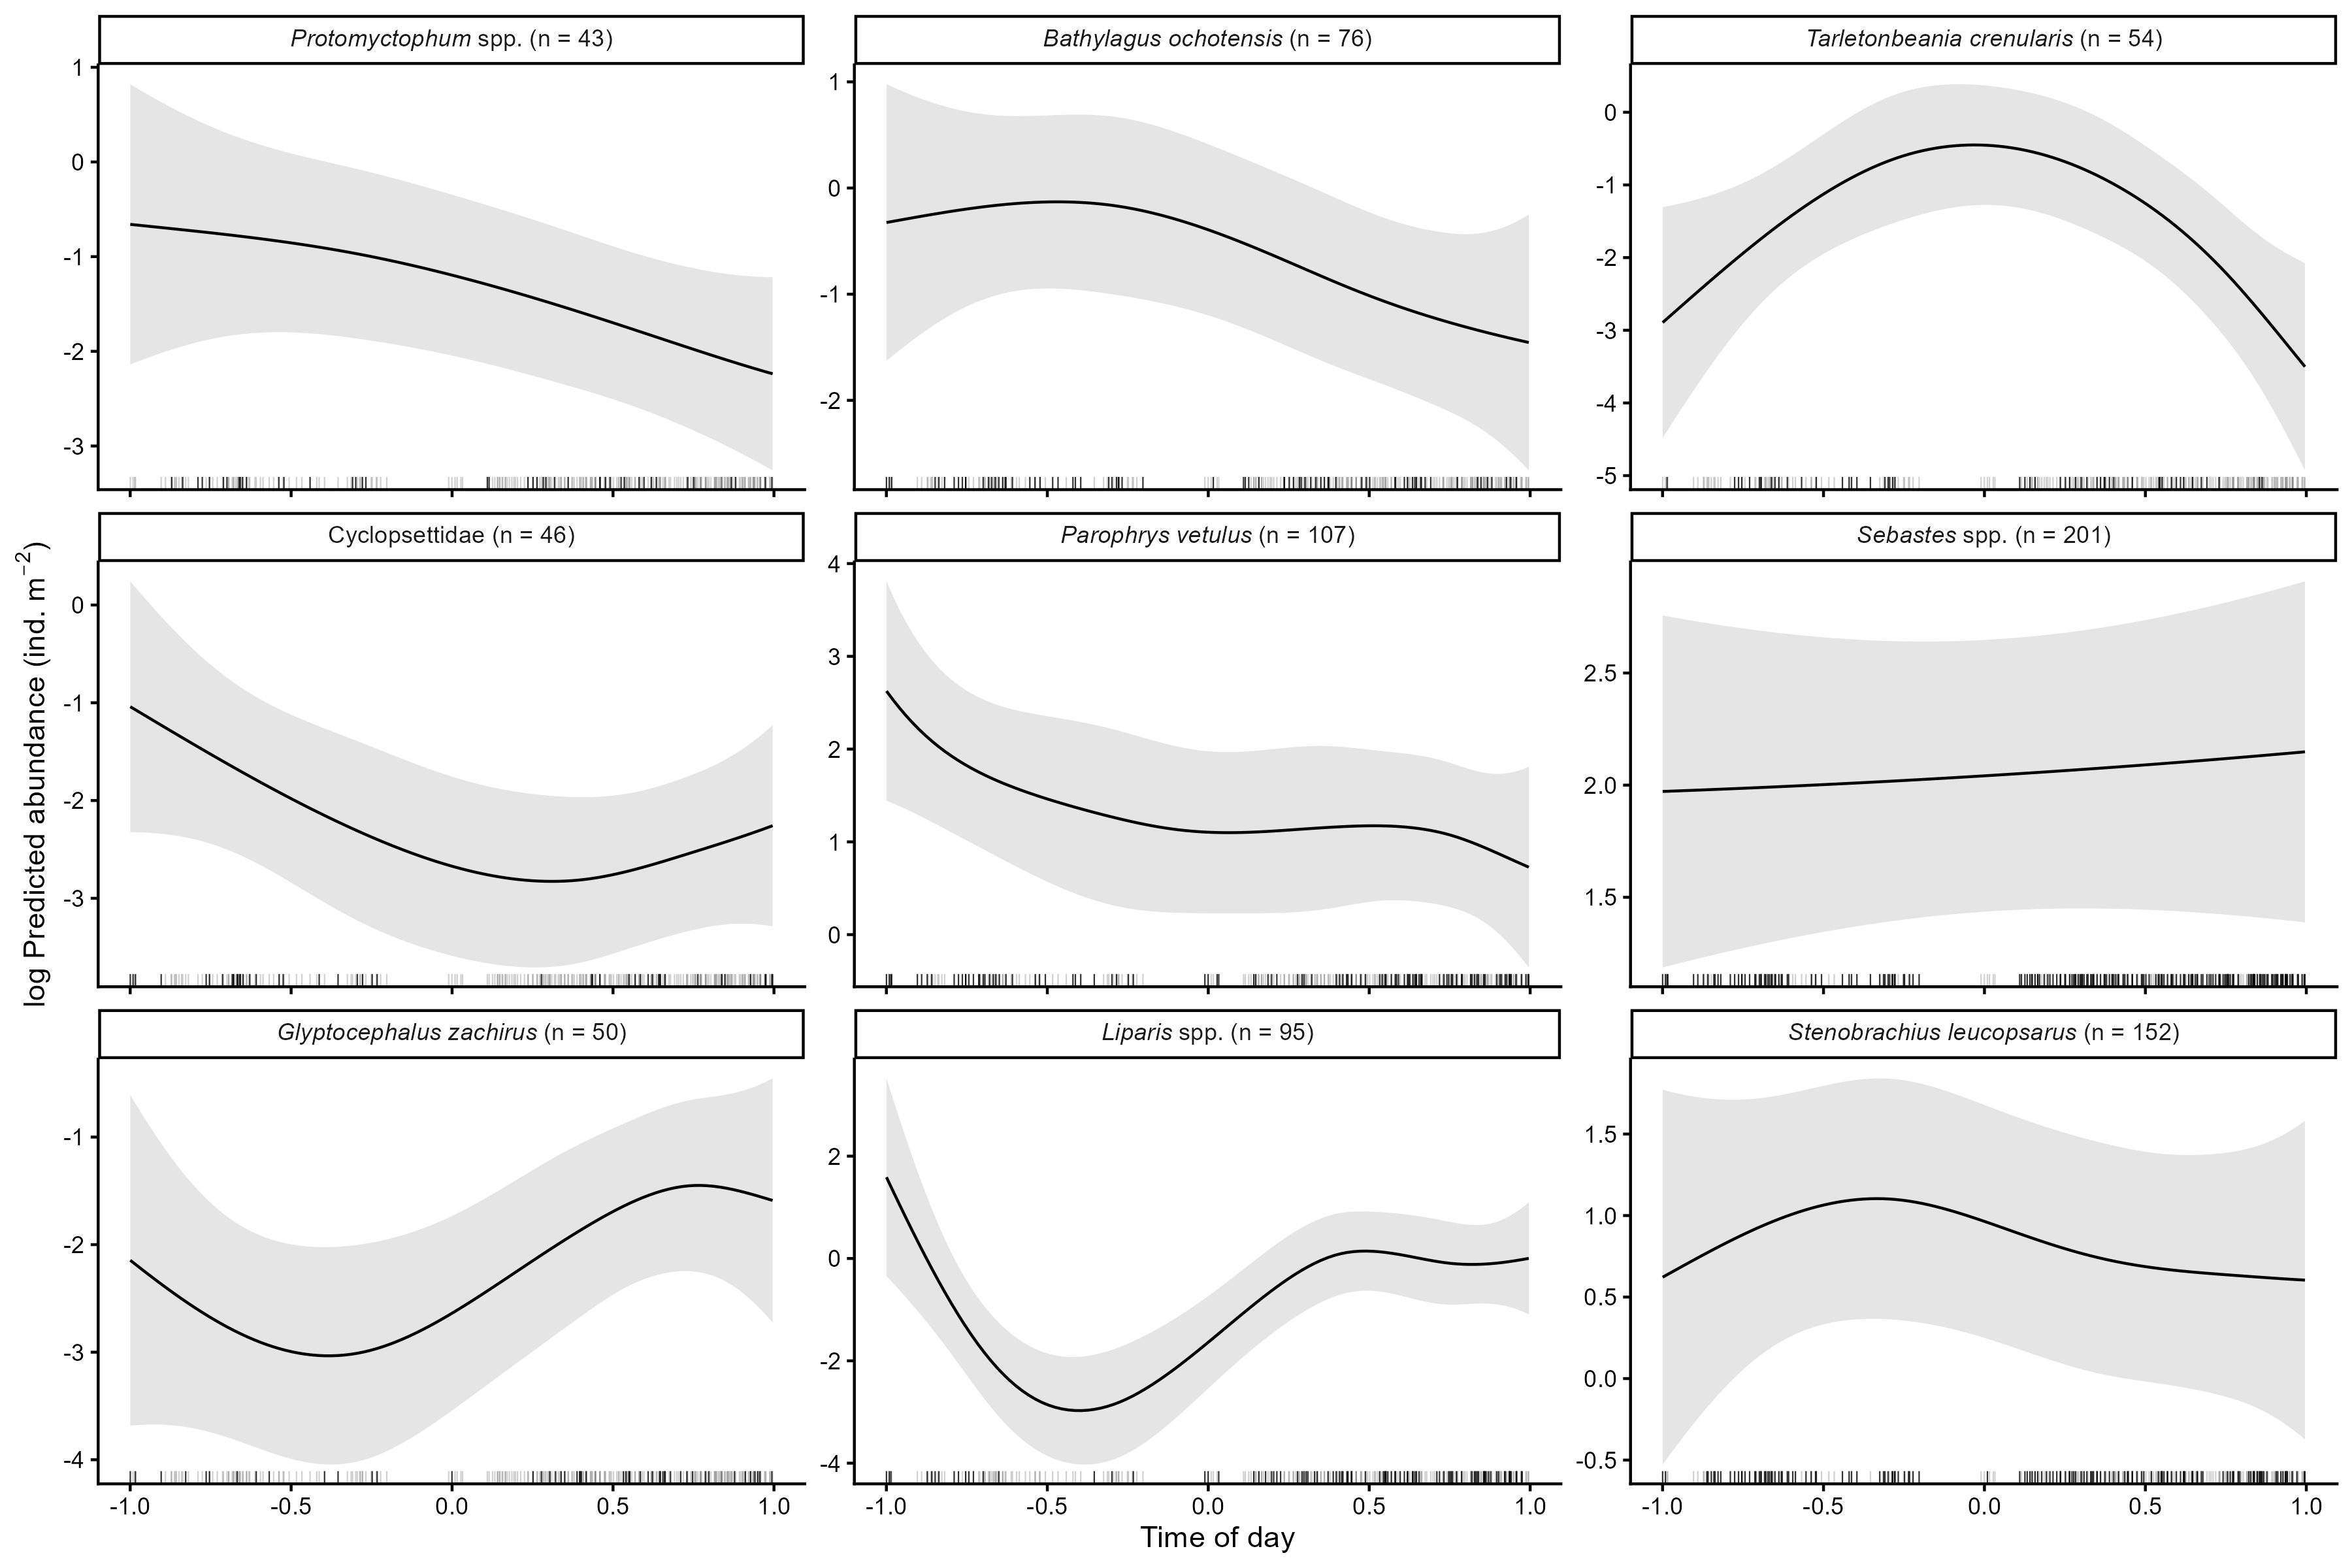 Protomyctophum spp. (n = 43)
Bathylagus ochotensis (n = 76)
Tarletonbeania crenularis (n = 54)
1
0
-1
-2
-3
1
0
-1
-2
0
-1
-2
-3
-4
-5
Cyclopsettidae (n = 46)
Parophrys vetulus (n = 107)
Sebastes spp. (n = 201)
0
-1
-2
-3
4
3
2
1
0
2.5
2.0
1.5
log Predicted abundance (ind. m⁻²)
Glyptocephalus zachirus (n = 50)
Liparis spp. (n = 95)
Stenobrachius leucopsarus (n = 152)
-1
-2
-3
-4
2
0
-2
-4
1.5
1.0
0.5
0.0
-0.5
-1.0 -0.5 0.0 0.5 1.0
-1.0 -0.5 0.0 0.5 1.0
-1.0 -0.5 0.0 0.5 1.0
Time of day